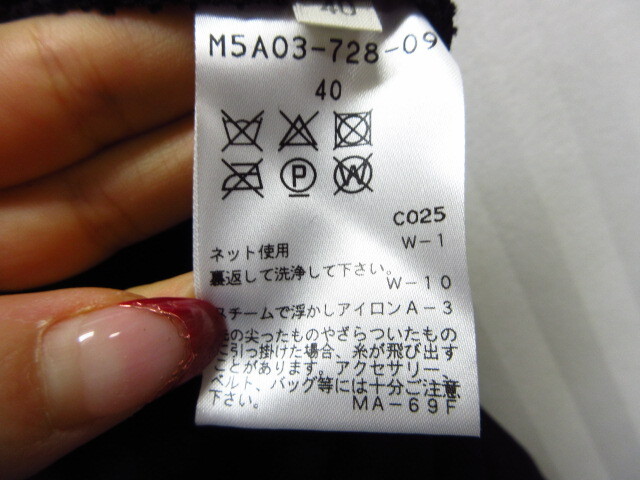 40
M5A03-728-09
40
P
W
C025
W-1
ネット使用
裏返して洗浄して下さい。
W-10
スチームで浮かしアイロンA-3
の尖ったものやざらついたもの
引っ掛けた場合、糸が飛び出す
ことがあります。アクセサリー、
ベルト、バッグ等には十分ご注意
下さい。
MA-69F